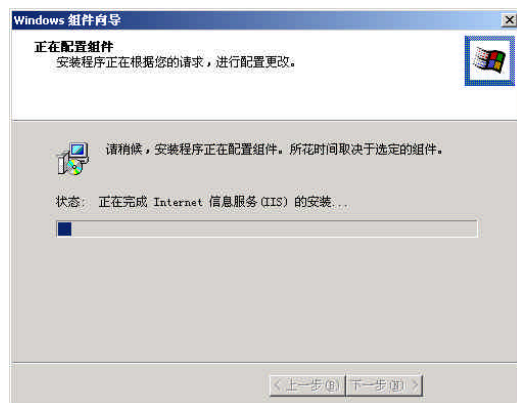 Windows 组件向导
正在配置组件
安装程序正在根据您的请求，进行配置更改。
请稍候，安装程序正在配置组件。所花时间取决于选定的组件。
状态: 正在完成 Internet 信息服务(IIS) 的安装...
< 上一步(B) 下一步(N) >